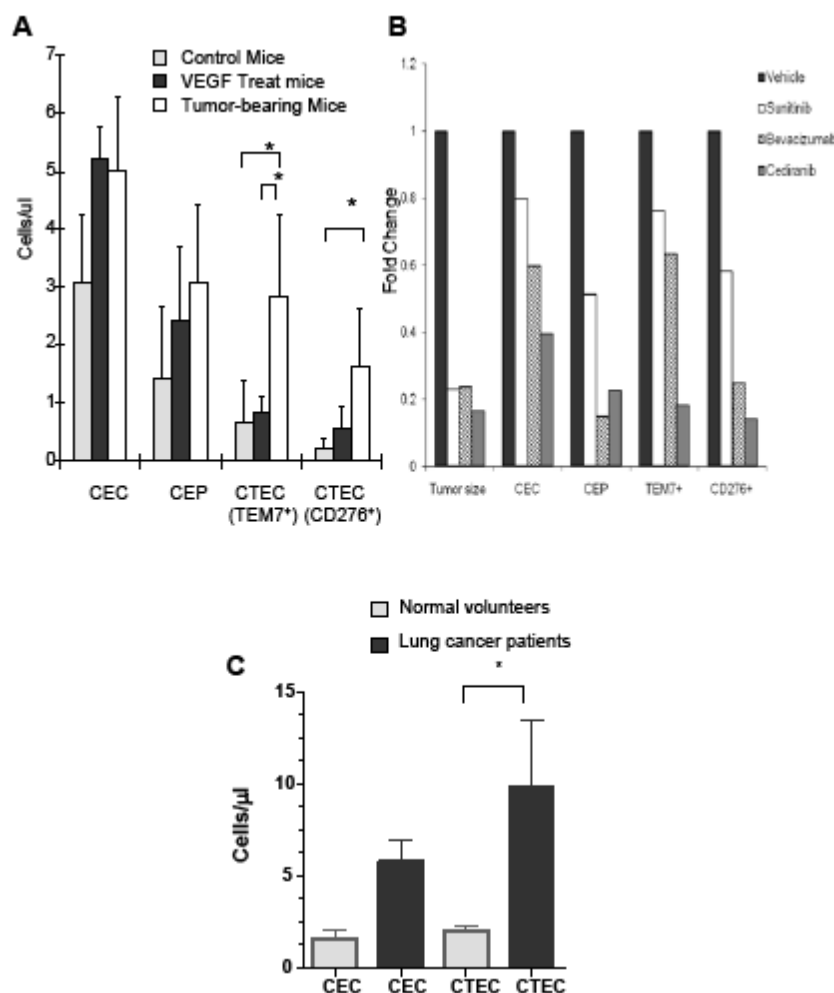 A
Control Mice
VEGF Treat mice
Tumor-bearing Mice
Cells/ul
7
6
5
4
3
2
1
0
*
*
*
CEC
CEP
CTEC
(TEM7⁺)
CTEC
(CD276⁺)
B
Vehicle
Sunitinib
Bevacizumab
Cediranib
Fold Change
1.2
1
0.8
0.6
0.4
0.2
0
Tumor size
CEC
CEP
TEM7+
CD276+
Normal volunteers
Lung cancer patients
C
*
Cells/µl
15
10
5
0
CEC
CEC
CTEC
CTEC